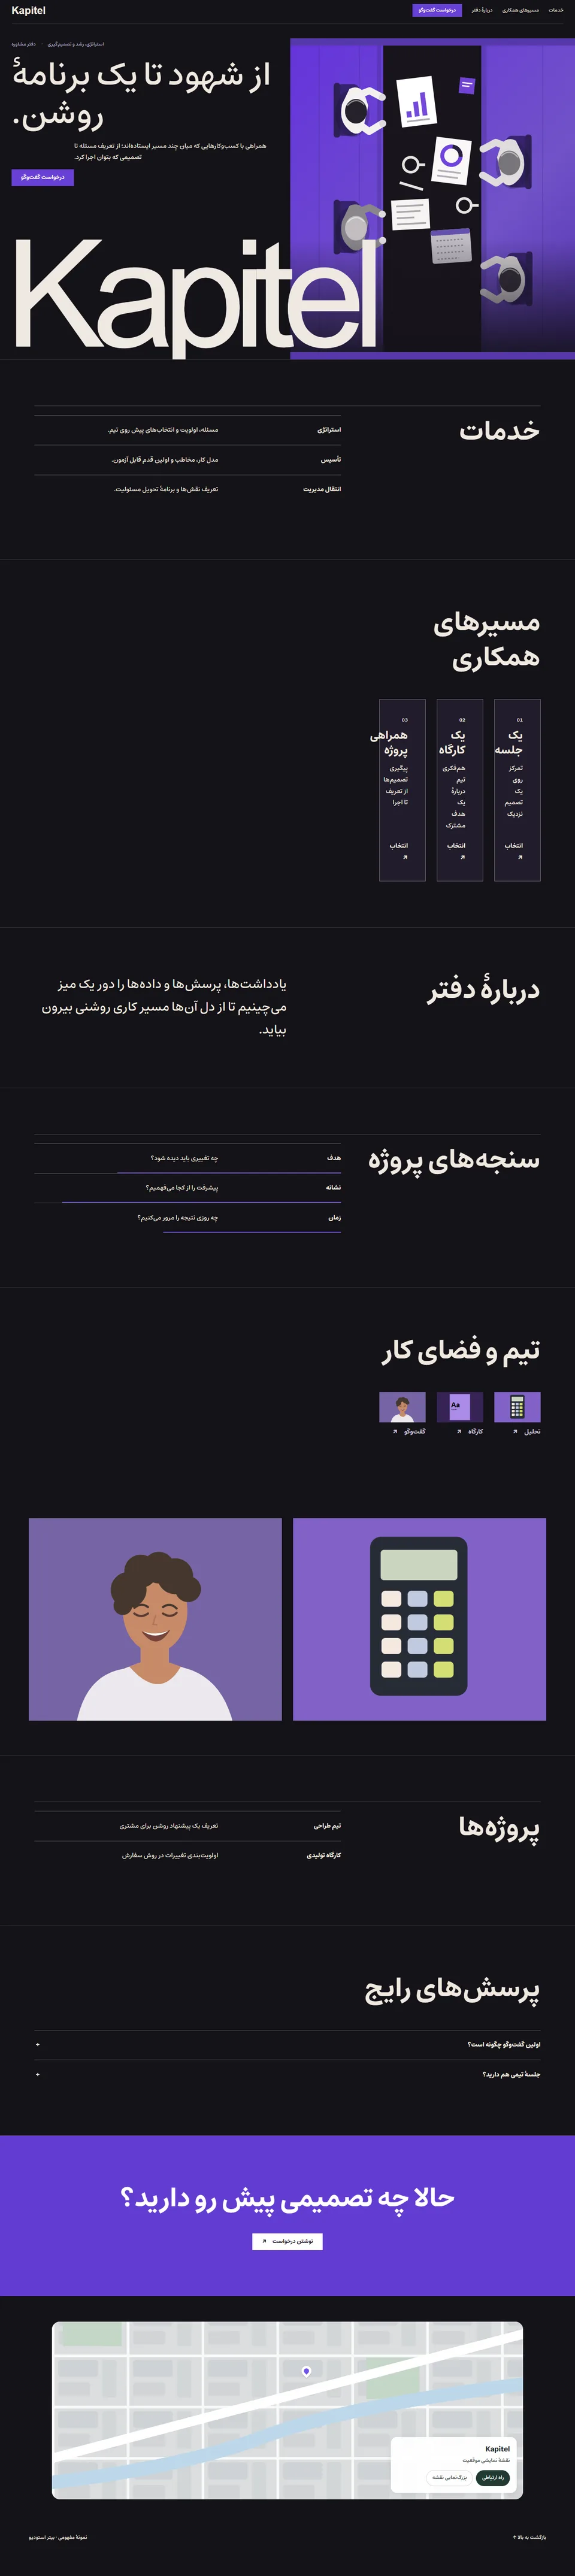 خدمات
مسیرهای همکاری
دربارهٔ دفتر
درخواست گفت‌وگو
Kapitel
استراتژی، رشد و تصمیم‌گیری / دفتر مشاوره
از شهود تا یک برنامهٔ
روشن.
همراهی با کسب‌وکارهایی که میان چند مسیر ایستاده‌اند؛ از تعریف مسئله تا
تصمیمی که بتوان اجرا کرد.
درخواست گفت‌وگو
Kapitel
خدمات
استراتژی
مسئله، اولویت و انتخاب‌های پیش روی تیم.
تأسیس
مدل کار، مخاطب و اولین قدم قابل آزمون.
انتقال مدیریت
تعریف نقش‌ها و برنامهٔ تحویل مسئولیت.
مسیرهای
همکاری
۰۱
یک
جلسه
تمرکز
روی
یک
تصمیم
نزدیک
انتخاب
↗
۰۲
یک
کارگاه
هم‌فکری
تیم
دربارهٔ
یک
هدف
مشترک
انتخاب
↗
۰۳
همراهی
پروژه
پیگیری
تصمیم‌ها
از تعریف
تا اجرا
انتخاب
↗
دربارهٔ دفتر
یادداشت‌ها، پرسش‌ها و داده‌ها را دور یک میز
می‌چینیم تا از دل آن‌ها مسیر کاری روشنی بیرون
بیاید.
سنجه‌های پروژه
هدف
چه تغییری باید دیده شود؟
نشانه
پیشرفت را از کجا می‌فهمیم؟
زمان
چه روزی نتیجه را مرور می‌کنیم؟
تیم و فضای کار
Aa
تحلیل ↗
کارگاه ↗
گفت‌وگو ↗
پروژه‌ها
تیم طراحی
تعریف یک پیشنهاد روشن برای مشتری
کارگاه تولیدی
اولویت‌بندی تغییرات در روش سفارش
پرسش‌های رایج
اولین گفت‌وگو چگونه است؟ +
جلسهٔ تیمی هم دارید؟ +
حالا چه تصمیمی پیش رو دارید؟
نوشتن درخواست ↗
Kapitel
نقشهٔ نمایشی موقعیت
راه ارتباطی
بزرگ‌نمایی نقشه
بازگشت به بالا ↑
نمونهٔ مفهومی · بیتر استودیو